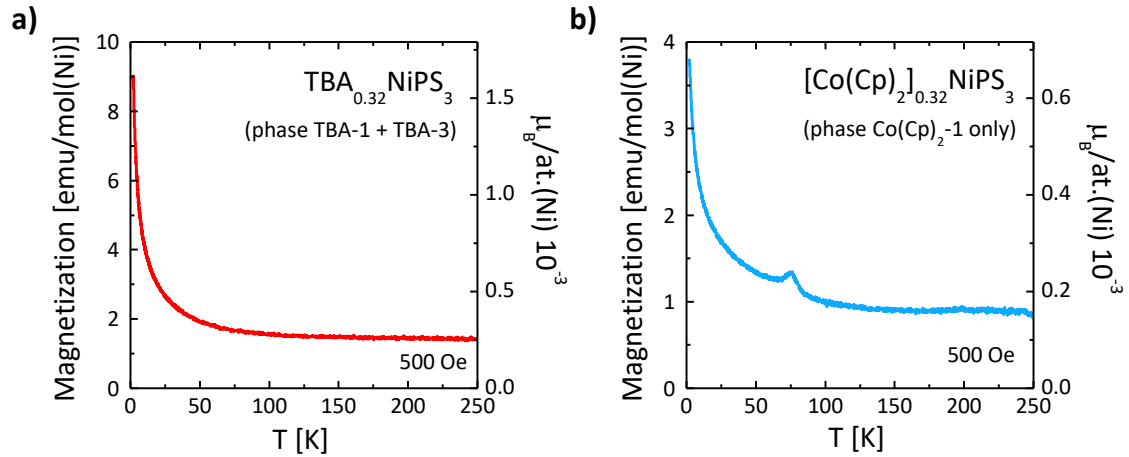 a)
Magnetization [emu/mol(Ni)]
10
8
6
4
2
0
TBA0.32NiPS3
(phase TBA-1 + TBA-3)
500 Oe
0 50 100 150 200 250
T [K]
1.5
1.0
0.5
0.0
μB/at.(Ni) 10-3
b)
Magnetization [emu/mol(Ni)]
4
3
2
1
0
[Co(Cp)2]0.32NiPS3
(phase Co(Cp)2-1 only)
500 Oe
0 50 100 150 200 250
T [K]
0.6
0.4
0.2
0.0
μB/at.(Ni) 10-3